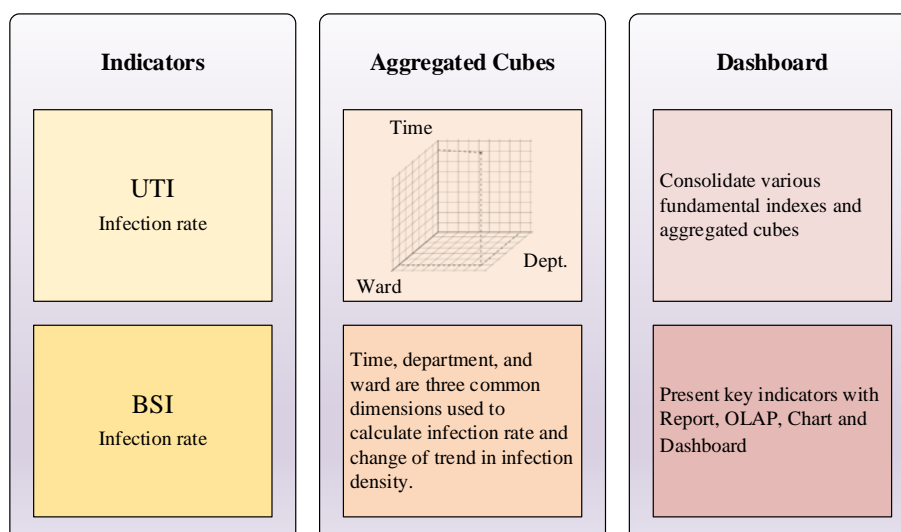 Indicators
UTI
Infection rate
BSI
Infection rate
Aggregated Cubes
Time
Dept.
Ward
Time, department, and
ward are three common
dimensions used to
calculate infection rate and
change of trend in infection
density.
Dashboard
Consolidate various
fundamental indexes and
aggregated cubes
Present key indicators with
Report, OLAP, Chart and
Dashboard